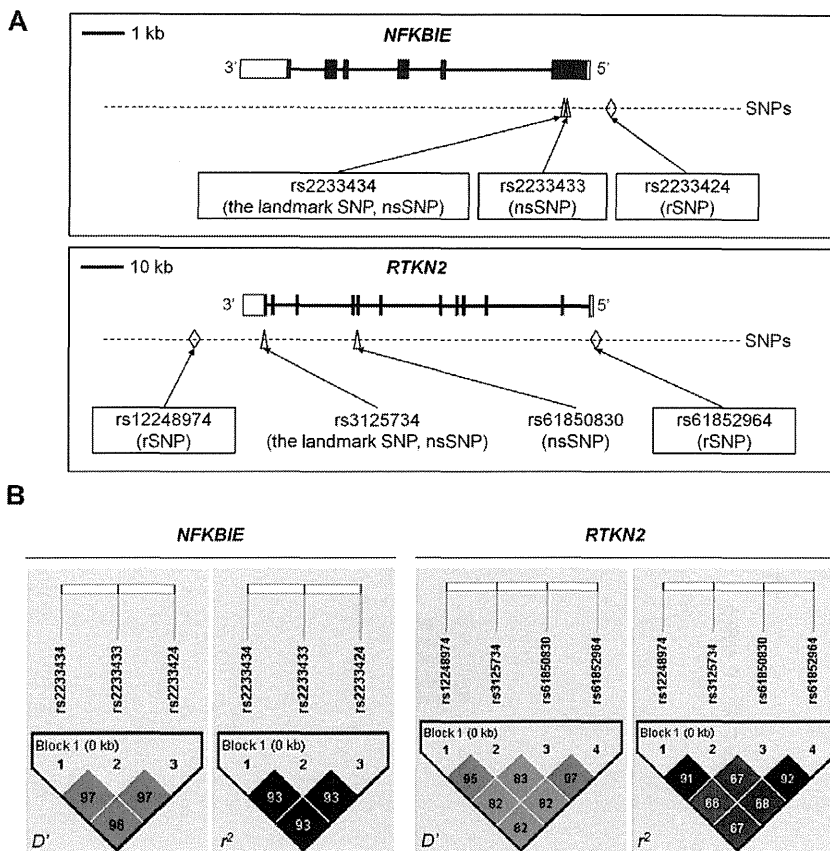 A
1 kb
NFKBIE
3'
5'
SNPs
rs2233434
(the landmark SNP, nsSNP)
rs2233433
(nsSNP)
rs2233424
(rSNP)
10 kb
RTKN2
3'
5'
SNPs
rs12248974
(rSNP)
rs3125734
(the landmark SNP, nsSNP)
rs61850830
(nsSNP)
rs61852964
(rSNP)
B
NFKBIE
RTKN2
rs2233434
rs2233433
rs2233424
Block 1 (0 kb)
1 2 3
97 97
96
D'
rs2233434
rs2233433
rs2233424
Block 1 (0 kb)
1 2 3
93 93
93
r²
rs12248974
rs3125734
rs61850830
rs61852964
Block 1 (0 kb)
1 2 3 4
95 83 97
82 82
82
D'
rs12248974
rs3125734
rs61850830
rs61852964
Block 1 (0 kb)
1 2 3 4
91 67 92
66 68
67
r²